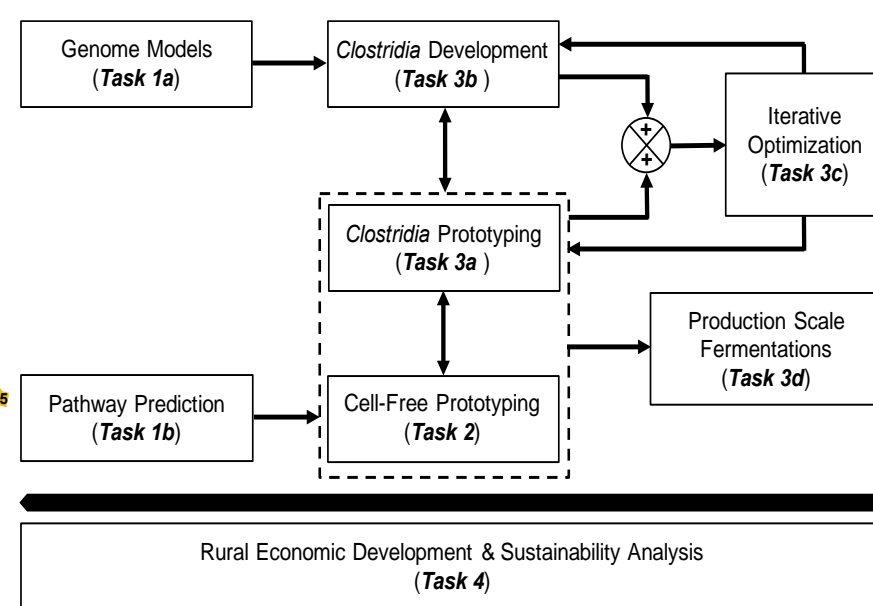 Genome Models
(Task 1a)
Clostridia Development
(Task 3b )
+
+
Iterative
Optimization
(Task 3c)
Clostridia Prototyping
(Task 3a )
Production Scale
Fermentations
(Task 3d)
5
Pathway Prediction
(Task 1b)
Cell-Free Prototyping
(Task 2)
Rural Economic Development & Sustainability Analysis
(Task 4)